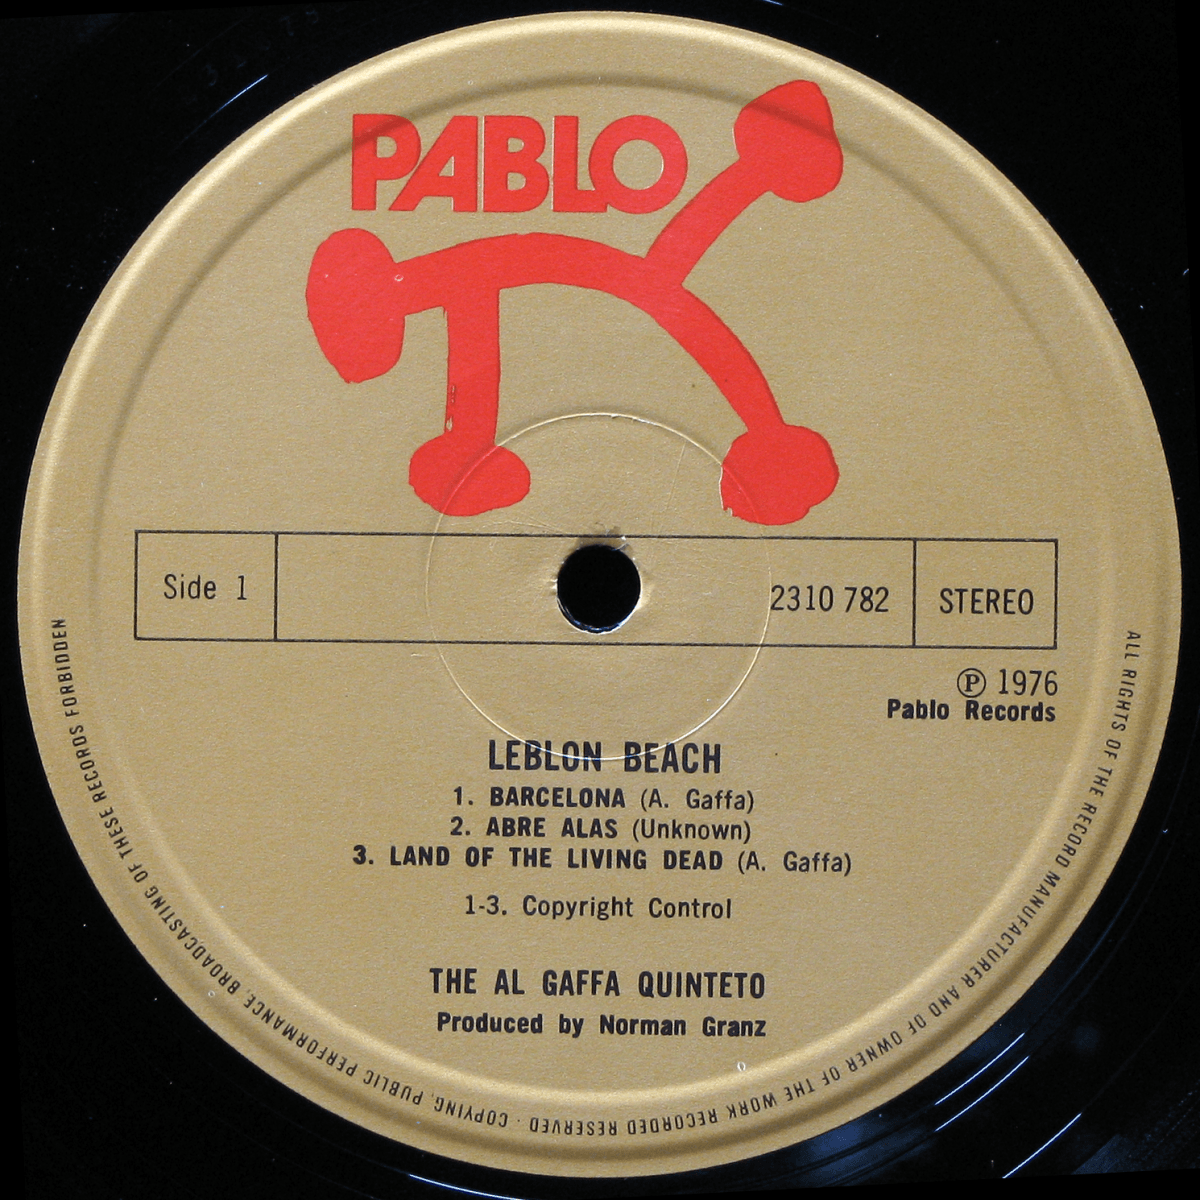 PABLO
Side 1
2310 782
STEREO
℗ 1976
Pablo Records
LEBLON BEACH
1. BARCELONA (A. Gaffa)
2. ABRE ALAS (Unknown)
3. LAND OF THE LIVING DEAD (A. Gaffa)
1-3. Copyright Control
THE AL GAFFA QUINTETO
Produced by Norman Granz
ALL RIGHTS OF THE RECORD MANUFACTURER AND OF OWNER OF THE WORK RECORDED RESERVED · COPYING, PUBLIC PERFORMANCE, BROADCASTING OF THESE RECORDS FORBIDDEN